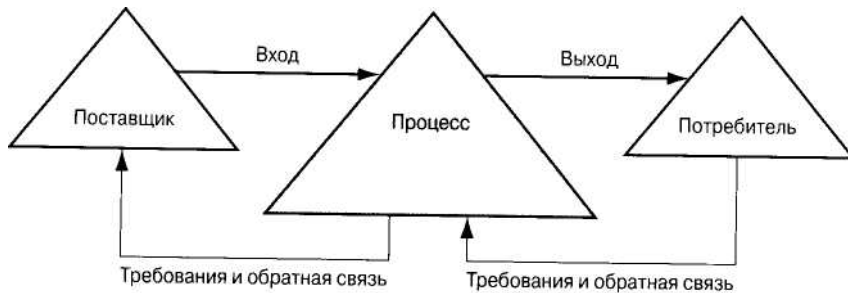 Вход
Выход
Поставщик
Процесс
Потребитель
Требования и обратная связь
Требования и обратная связь